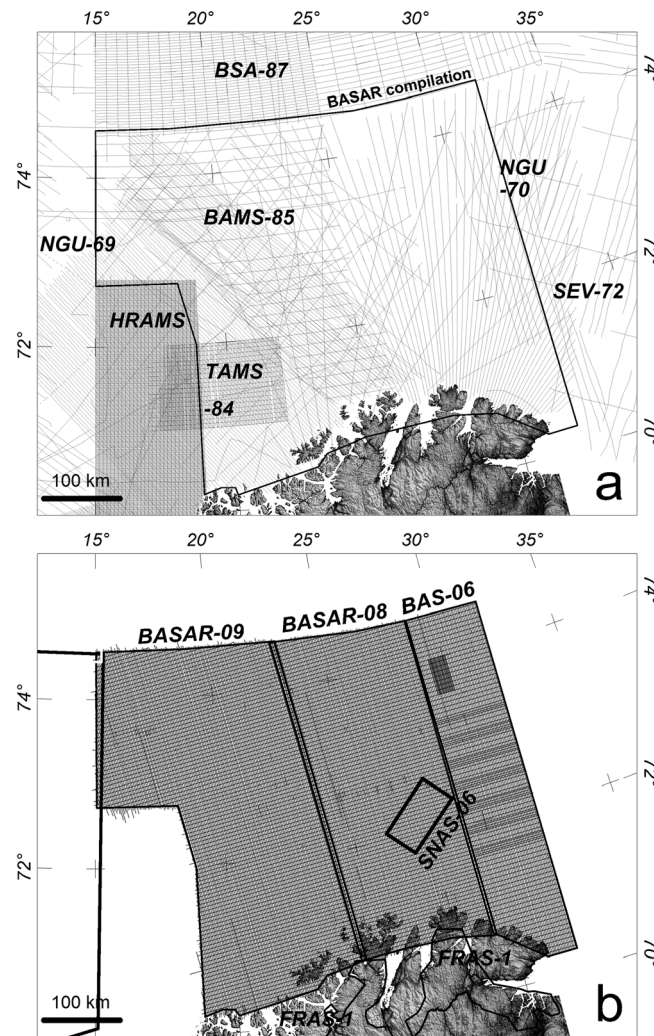 15° 20° 25° 30° 35°
74°
BSA-87
BASAR compilation
74°
NGU
-70
BAMS-85
NGU-69
72°
SEV-72
HRAMS
72°
TAMS
-84
70°
100 km
a
15° 20° 25° 30° 35°
74°
BAS-06
BASAR-08
BASAR-09
74°
72°
SNAS-06
72°
70°
FRAS-1
100 km
FRAS-1
b